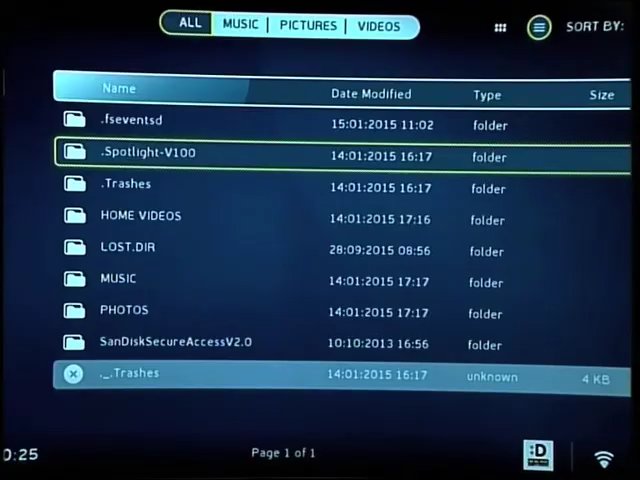 ALL MUSIC | PICTURES | VIDEOS SORT BY:
Name Date Modified Type Size
.fseventsd 15:01:2015 11:02 folder
.Spotlight-V100 14:01:2015 16:17 folder
.Trashes 14:01:2015 16:17 folder
HOME VIDEOS 14:01:2015 17:16 folder
LOST.DIR 28:09:2015 08:56 folder
MUSIC 14:01:2015 17:17 folder
PHOTOS 14:01:2015 17:17 folder
SanDiskSecureAccessV2.0 10:10:2013 16:56 folder
._.Trashes 14:01:2015 16:17 unknown 4 KB
0:25 Page 1 of 1 :D